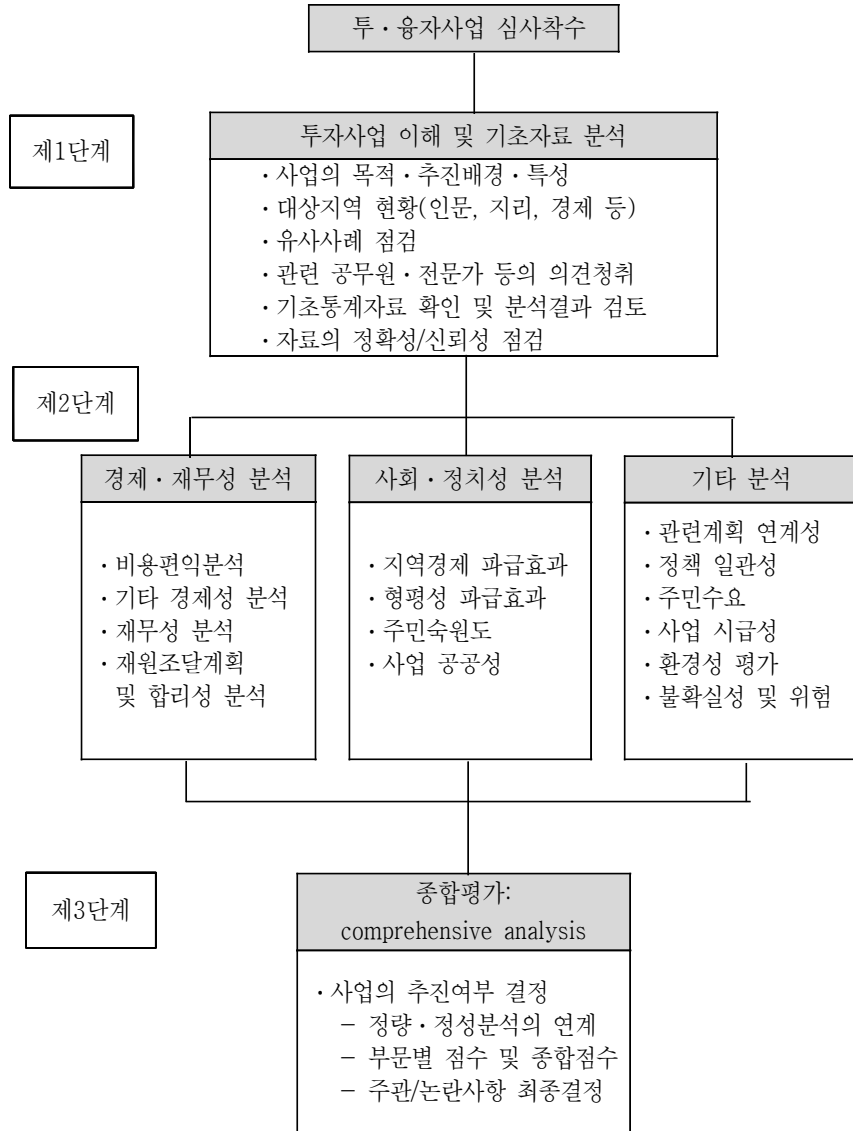 투・융자사업 심사착수
제1단계
투자사업 이해 및 기초자료 분석
・사업의 목적・추진배경・특성
・대상지역 현황(인문, 지리, 경제 등)
・유사사례 점검
・관련 공무원・전문가 등의 의견청취
・기초통계자료 확인 및 분석결과 검토
・자료의 정확성/신뢰성 점검
제2단계
경제・재무성 분석
・비용편익분석
・기타 경제성 분석
・재무성 분석
・재원조달계획
및 합리성 분석
사회・정치성 분석
・지역경제 파급효과
・형평성 파급효과
・주민숙원도
・사업 공공성
기타 분석
・관련계획 연계성
・정책 일관성
・주민수요
・사업 시급성
・환경성 평가
・불확실성 및 위험
제3단계
종합평가:
comprehensive analysis
・사업의 추진여부 결정
− 정량・정성분석의 연계
− 부문별 점수 및 종합점수
− 주관/논란사항 최종결정